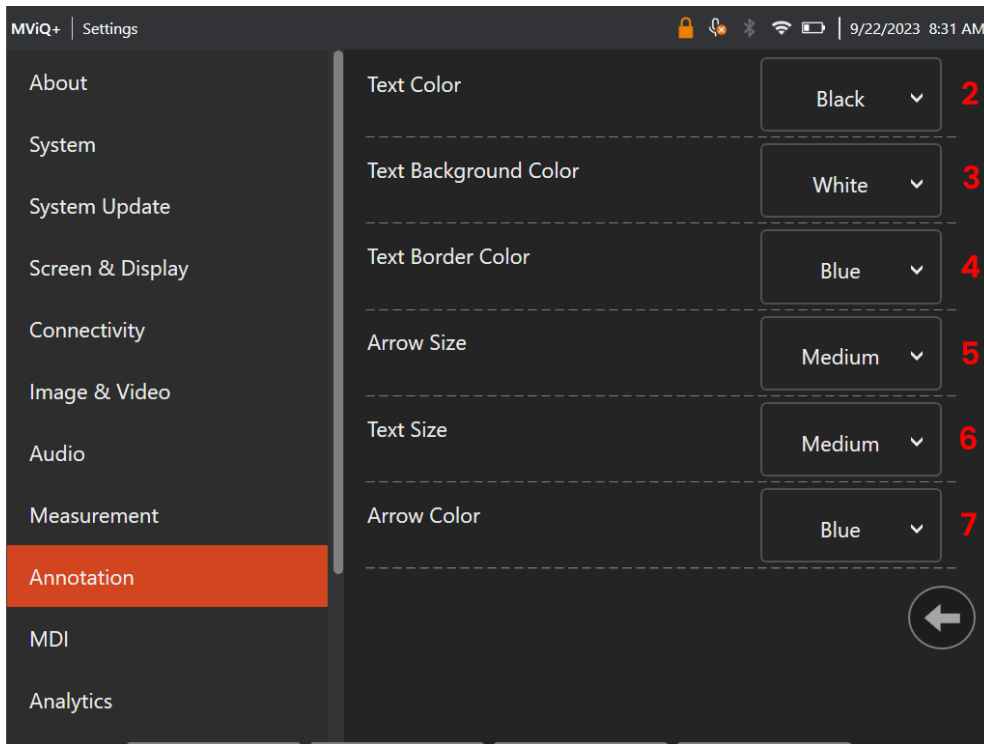 MViQ+ | Settings 9/22/2023 8:31 AM
About
System
System Update
Screen & Display
Connectivity
Image & Video
Audio
Measurement
Annotation
MDI
Analytics
Text Color Black 2
Text Background Color White 3
Text Border Color Blue 4
Arrow Size Medium 5
Text Size Medium 6
Arrow Color Blue 7